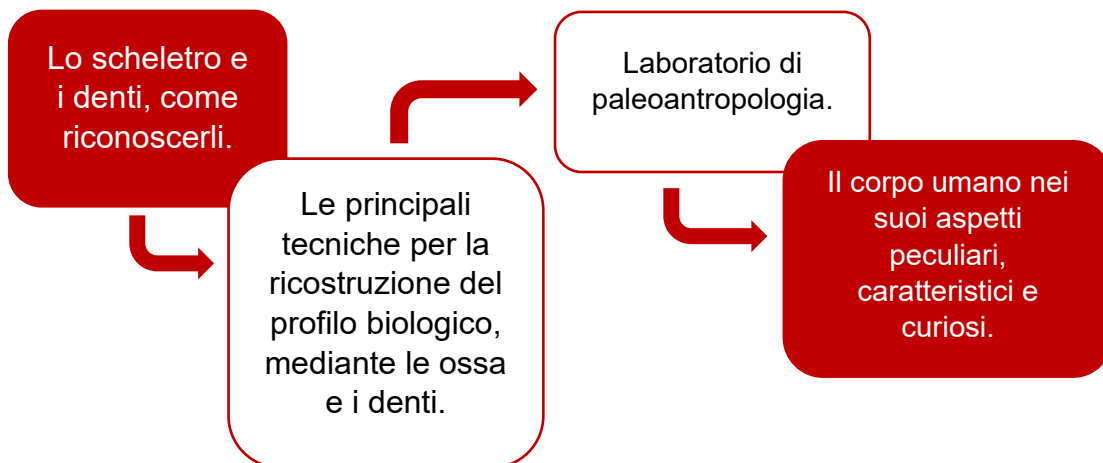 Lo scheletro e
i denti, come
riconoscerli.
Le principali
tecniche per la
ricostruzione del
profilo biologico,
mediante le ossa
e i denti.
Laboratorio di
paleoantropologia.
Il corpo umano nei
suoi aspetti
peculiari,
caratteristici e
curiosi.